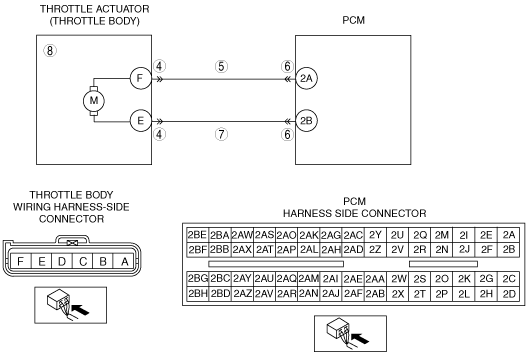 THROTTLE ACTUATOR
(THROTTLE BODY)
PCM
8
4
5
6
F
2A
M
E
2B
4
7
6
THROTTLE BODY
WIRING HARNESS-SIDE
CONNECTOR
F E D C B A
PCM
HARNESS SIDE CONNECTOR
2BE 2BA 2AW 2AS 2AO 2AK 2AG 2AC 2Y 2U 2Q 2M 2I 2E 2A
2BF 2BB 2AX 2AT 2AP 2AL 2AH 2AD 2Z 2V 2R 2N 2J 2F 2B
2BG 2BC 2AY 2AU 2AQ 2AM 2AI 2AE 2AA 2W 2S 2O 2K 2G 2C
2BH 2BD 2AZ 2AV 2AR 2AN 2AJ 2AF 2AB 2X 2T 2P 2L 2H 2D